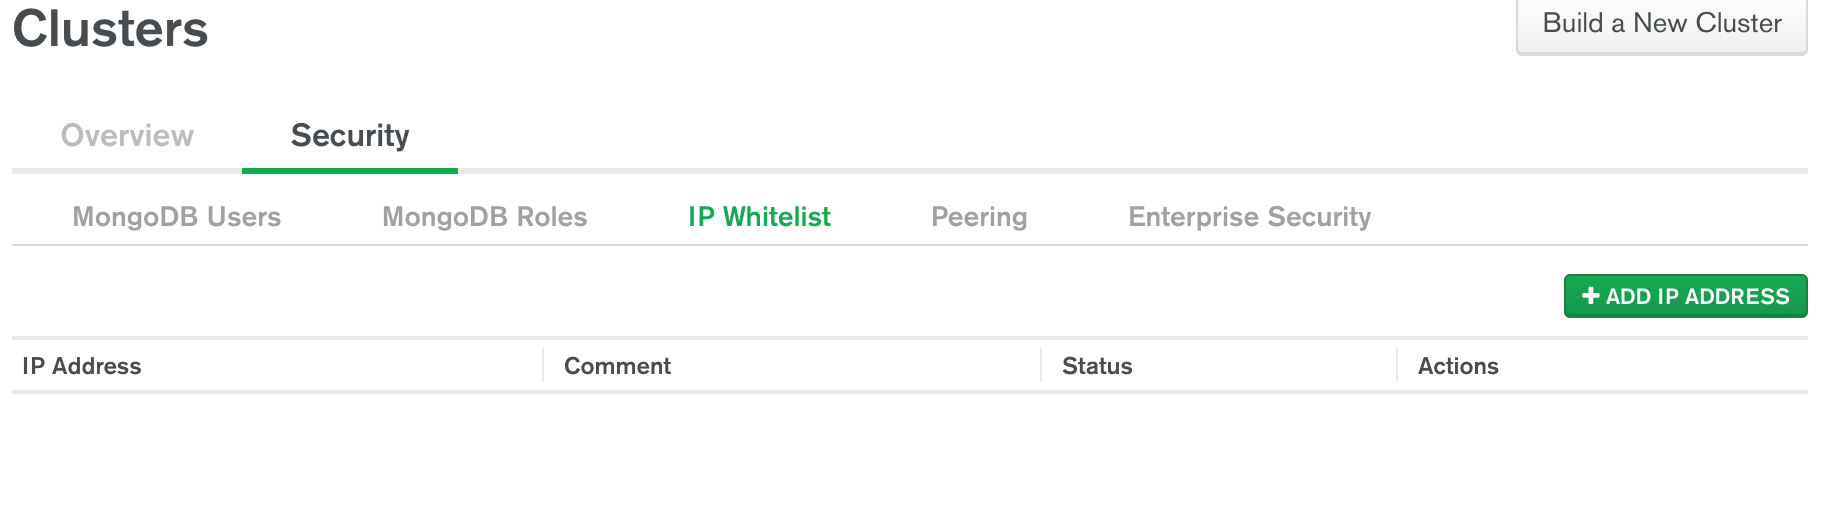 Clusters
Build a New Cluster
Overview Security
MongoDB Users MongoDB Roles IP Whitelist Peering Enterprise Security
+ ADD IP ADDRESS
IP Address Comment Status Actions